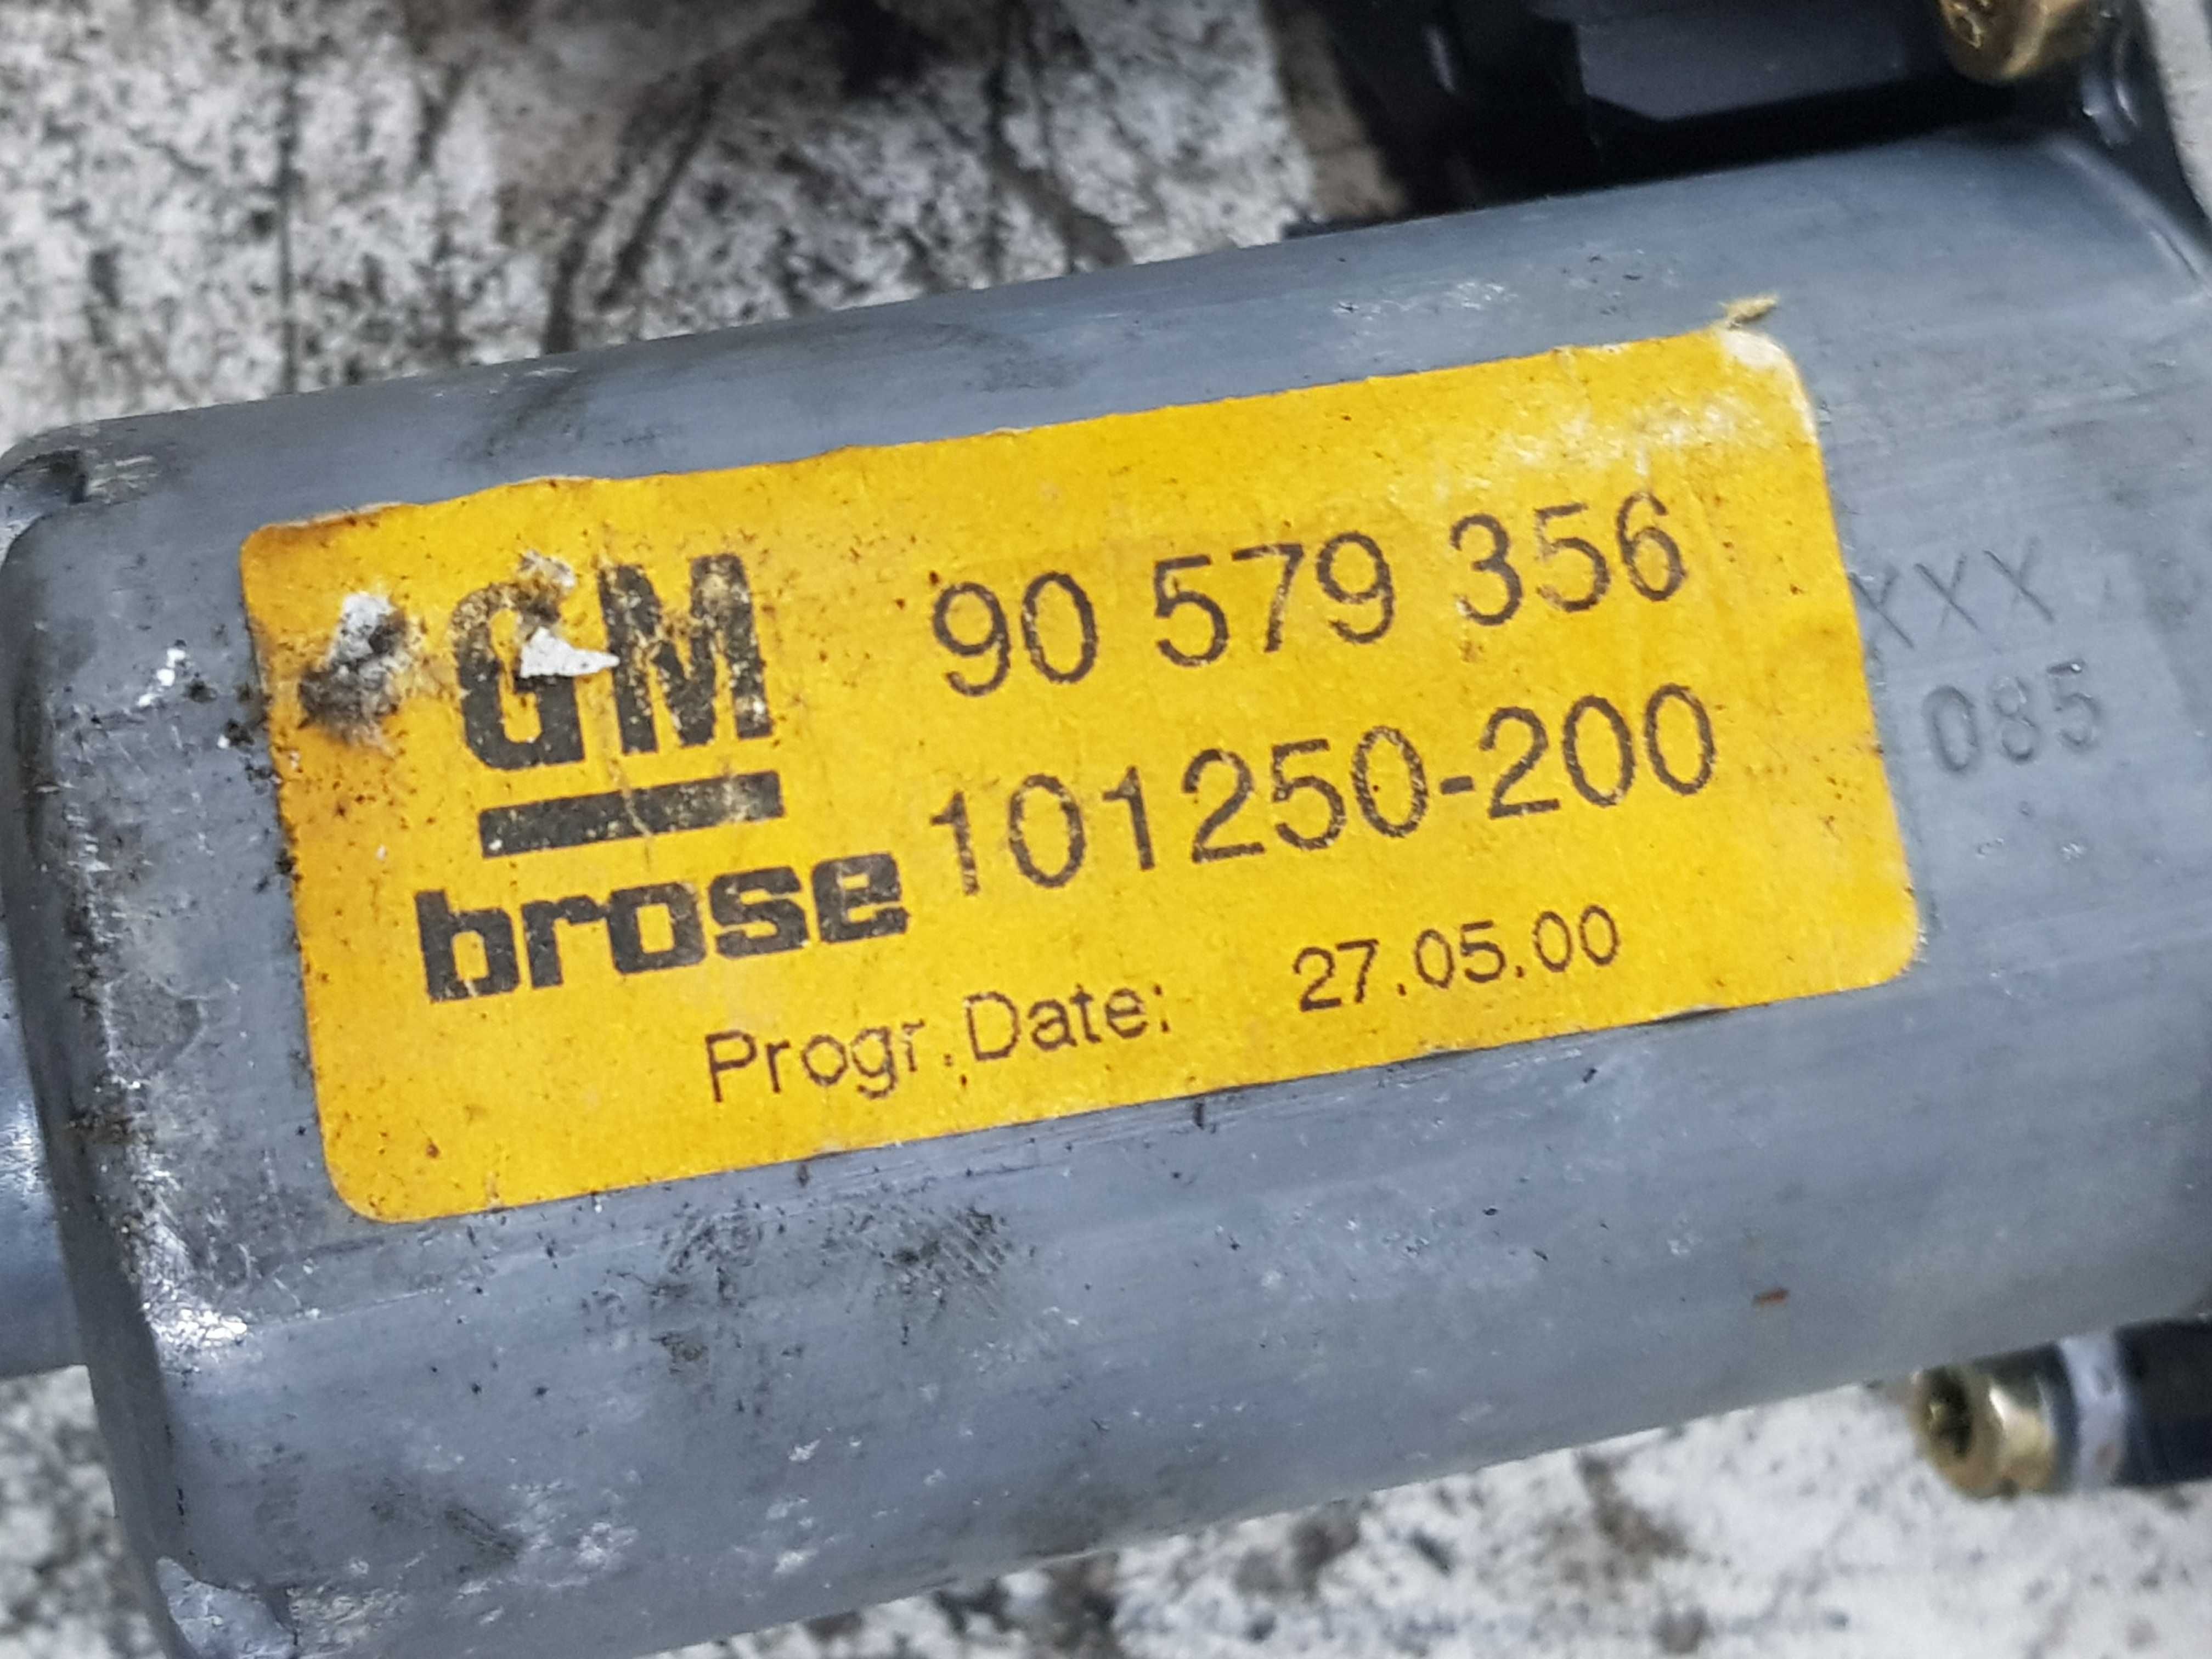 GM 90 579 356
brose 101250-200
Progr.Date: 27.05.00
XXX
085